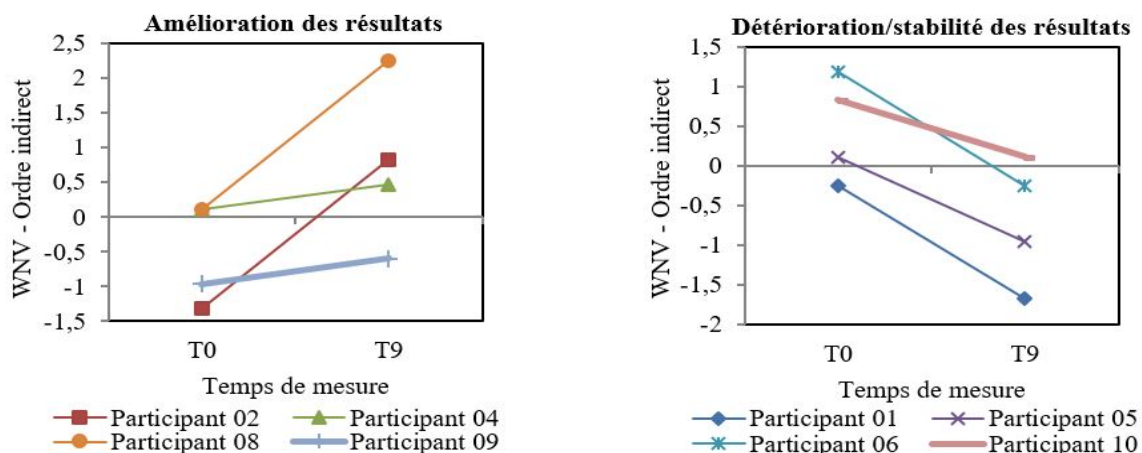 Amélioration des résultats
2,5
2
1,5
1
0,5
0
-0,5
-1
-1,5
WNV - Ordre indirect
T0 T9
Temps de mesure
Participant 02 Participant 04
Participant 08 Participant 09
Détérioration/stabilité des résultats
1,5
1
0,5
0
-0,5
-1
-1,5
-2
WNV - Ordre indirect
T0 T9
Temps de mesure
Participant 01 Participant 05
Participant 06 Participant 10